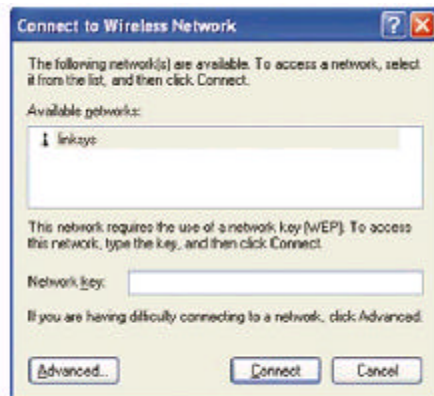 Connect to Wireless Network
The following network(s) are available. To access a network, select
it from the list, and then click Connect.
Available networks:
linksys
This network requires the use of a network key (WEP). To access
this network, type the key, and then click Connect.
Network key:
If you are having difficulty connecting to a network, click Advanced.
Advanced...
Connect
Cancel